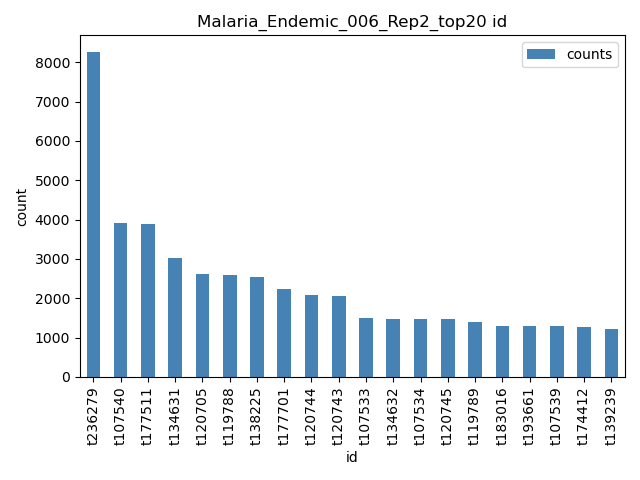 Malaria_Endemic_006_Rep2_top20 id
counts
count
8000
7000
6000
5000
4000
3000
2000
1000
0
t236279
t107540
t177511
t134631
t120705
t119788
t138225
t177701
t120744
t120743
t107533
t134632
t107534
t120745
t119789
t183016
t193661
t107539
t174412
t139239
id